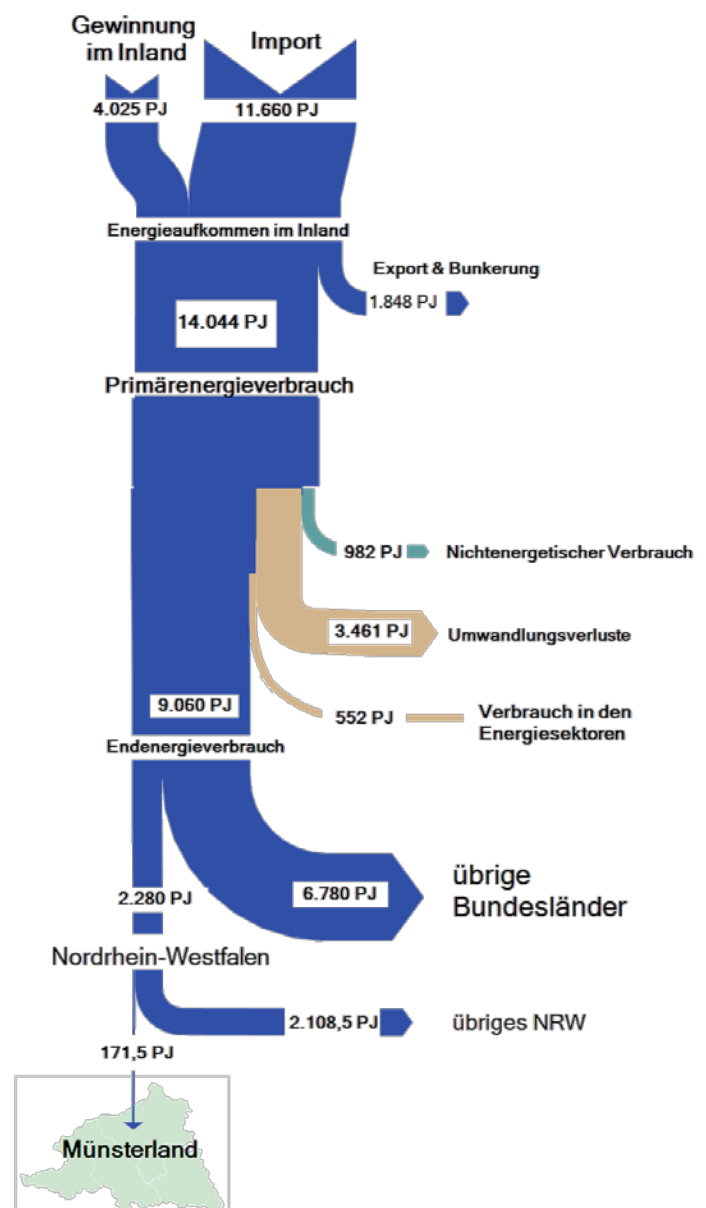 Gewinnung
im Inland
Import
4.025 PJ
11.660 PJ
Energieaufkommen im Inland
Export & Bunkerung
1.848 PJ
14.044 PJ
Primärenergieverbrauch
982 PJ
Nichtenergetischer Verbrauch
3.461 PJ
Umwandlungsverluste
9.060 PJ
552 PJ
Verbrauch in den
Energiesektoren
Endenergieverbrauch
6.780 PJ
übrige
Bundesländer
2.280 PJ
Nordrhein-Westfalen
2.108,5 PJ
übriges NRW
171,5 PJ
Münsterland